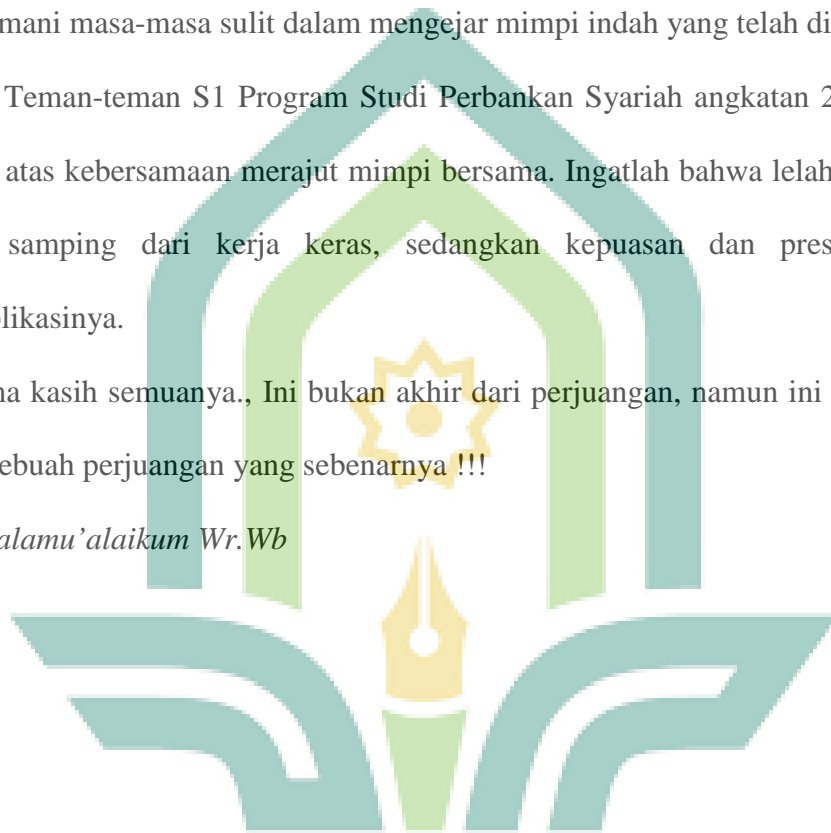 mani masa-masa sulit dalam mengejar mimpi indah yang telah di
Teman-teman S1 Program Studi Perbankan Syariah angkatan 2
atas kebersamaan merajut mimpi bersama. Ingatlah bahwa lelah
samping dari kerja keras, sedangkan kepuasan dan pres
likasinya.
a kasih semuanya., Ini bukan akhir dari perjuangan, namun ini
ebuah perjuangan yang sebenarnya !!!
alamu’alaikum Wr.Wb